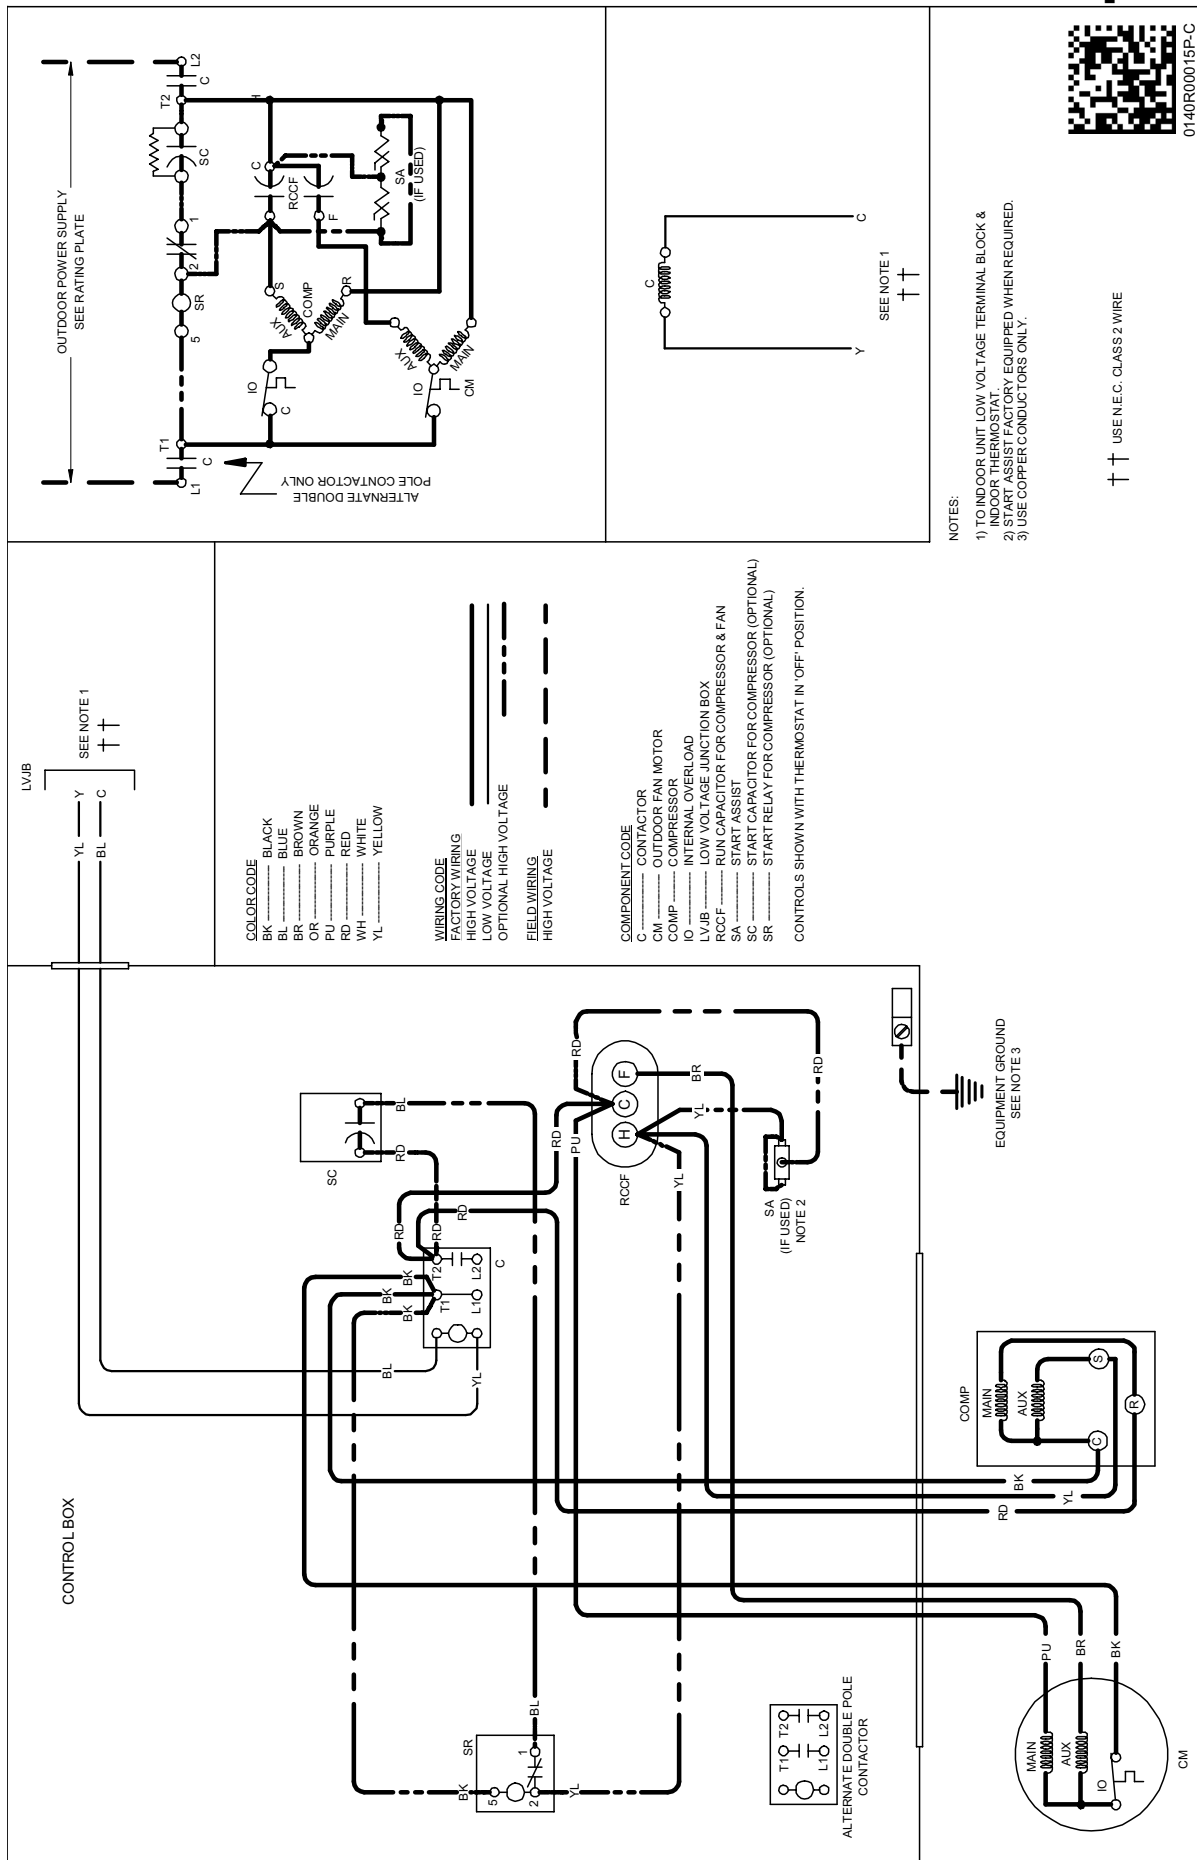 CONTROL BOX
SR
5
2
1
BK
YL
BL
ALTERNATE DOUBLE POLE
CONTACTOR
T1
T2
L1
L2
MAIN
AUX
IO
CM
PU
BR
BK
BL
YL
BK
BK
BK
T1
T2
L1
L2
C
RD
RD
RD
SC
RD
BL
RD
PU
RD
RCCF
H
C
F
YL
YL
BR
RD
SA
(IF USED)
NOTE 2
COMP
MAIN
AUX
C
S
R
BK
YL
RD
EQUIPMENT GROUND
SEE NOTE 3
LVJB
YL
Y
BL
C
SEE NOTE 1
†† 
COLOR CODE
BK ---------- BLACK
BL ---------- BLUE
BR ---------- BROWN
OR ---------- ORANGE
PU ---------- PURPLE
RD ---------- RED
WH ---------- WHITE
YL ---------- YELLOW
WIRING CODE
FACTORY WIRING
HIGH VOLTAGE
LOW VOLTAGE
OPTIONAL HIGH VOLTAGE
FIELD WIRING
HIGH VOLTAGE
COMPONENT CODE
C ---------- CONTACTOR
CM ---------- OUTDOOR FAN MOTOR
COMP ---------- COMPRESSOR
IO ---------- INTERNAL OVERLOAD
LVJB ---------- LOW VOLTAGE JUNCTION BOX
RCCF ---------- RUN CAPACITOR FOR COMPRESSOR & FAN
SA ---------- START ASSIST
SC ---------- START CAPACITOR FOR COMPRESSOR (OPTIONAL)
SR ---------- START RELAY FOR COMPRESSOR (OPTIONAL)
CONTROLS SHOWN WITH THERMOSTAT IN 'OFF' POSITION.
OUTDOOR POWER SUPPLY
SEE RATING PLATE
L1
C
T1
5
SR
2
1
SC
T2
C
L2
ALTERNATE DOUBLE
POLE CONTACTOR ONLY
C
IO
AUX
S
COMP
MAIN
R
RCCF
C
H
F
SA
(IF USED)
IO
CM
AUX
MAIN
C
Y
C
SEE NOTE 1
††
NOTES:
1) TO INDOOR UNIT LOW VOLTAGE TERMINAL BLOCK &
INDOOR THERMOSTAT.
2) START ASSIST FACTORY EQUIPPED WHEN REQUIRED.
3) USE COPPER CONDUCTORS ONLY.
†† USE N.E.C. CLASS 2 WIRE
0140R00015P-C